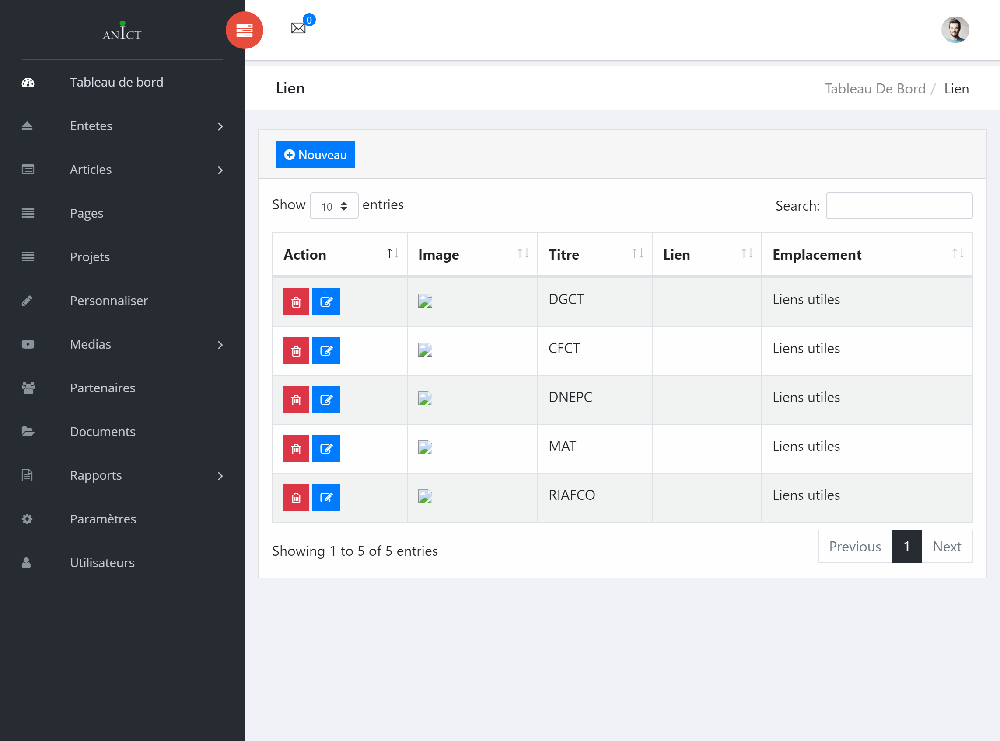 ANICT
0
Tableau de bord
Entetes
Articles
Pages
Projets
Personnaliser
Medias
Partenaires
Documents
Rapports
Paramètres
Utilisateurs
Lien
Tableau De Bord / Lien
Nouveau
Show 10 entries
Search:
Action Image Titre Lien Emplacement
DGCT Liens utiles
CFCT Liens utiles
DNEPC Liens utiles
MAT Liens utiles
RIAFCO Liens utiles
Showing 1 to 5 of 5 entries
Previous 1 Next